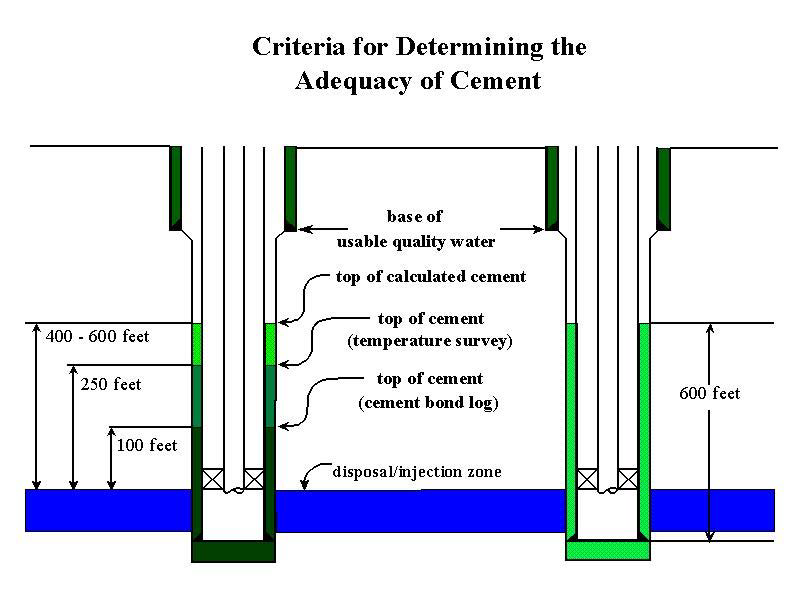 Criteria for Determining the
Adequacy of Cement
base of
usable quality water
top of calculated cement
400 - 600 feet
top of cement
(temperature survey)
250 feet
top of cement
(cement bond log)
600 feet
100 feet
disposal/injection zone